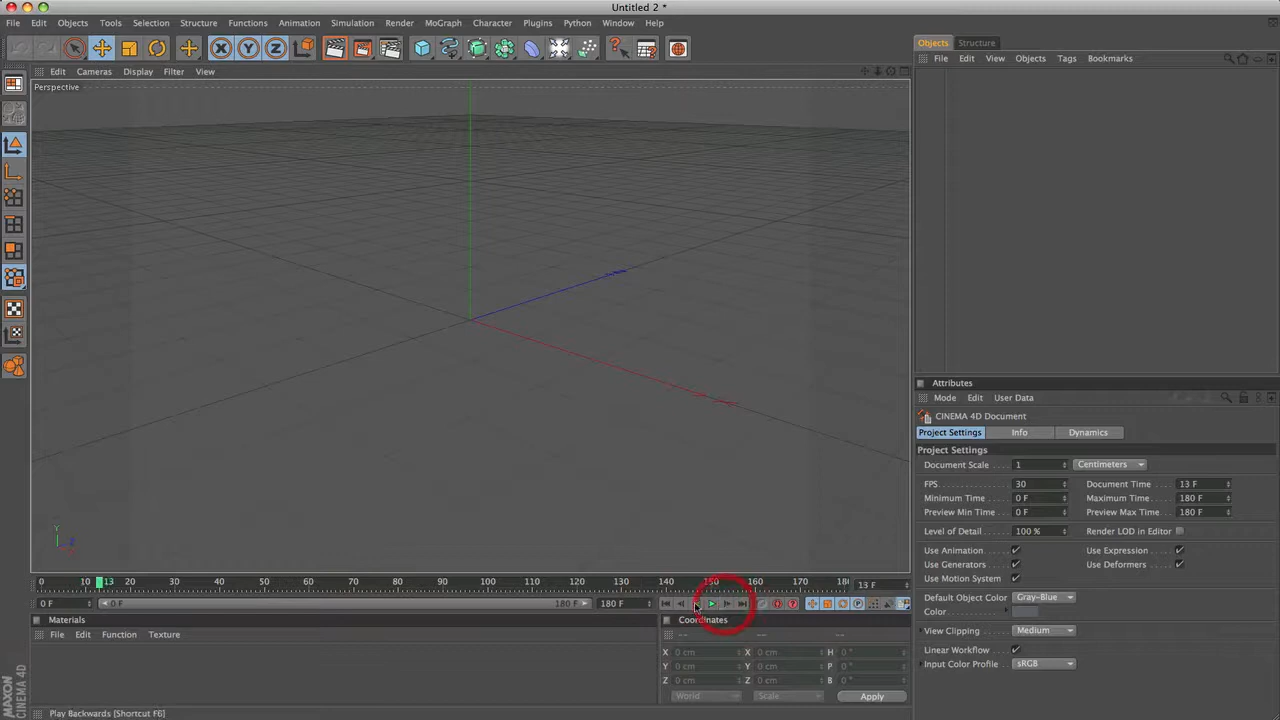 Untitled 2 *
File Edit Objects Tools Selection Structure Functions Animation Simulation Render MoGraph Character Plugins Python Window Help
X Y Z
Objects Structure
File Edit View Objects Tags Bookmarks
Edit Cameras Display Filter View
Perspective
Y
Z
Attributes
Mode Edit User Data
CINEMA 4D Document
Project Settings Info Dynamics
Project Settings
Document Scale 1 Centimeters
FPS 30 Document Time 13 F
Minimum Time 0 F Maximum Time 180 F
Preview Min Time 0 F Preview Max Time 180 F
Level of Detail 100 % Render LOD in Editor
Use Animation Use Expression
Use Generators Use Deformers
Use Motion System
Default Object Color Gray-Blue
Color
View Clipping Medium
Linear Workflow
Input Color Profile sRGB
0 10 13 20 30 40 50 60 70 80 90 100 110 120 130 140 150 160 170 180 13 F
0 F 0 F 180 F 180 F
Materials
File Edit Function Texture
Coordinates
-- -- --
X 0 cm X 0 cm H 0 °
Y 0 cm Y 0 cm P 0 °
Z 0 cm Z 0 cm B 0 °
World Scale Apply
MAXON
CINEMA 4D
Play Backwards [Shortcut F6]